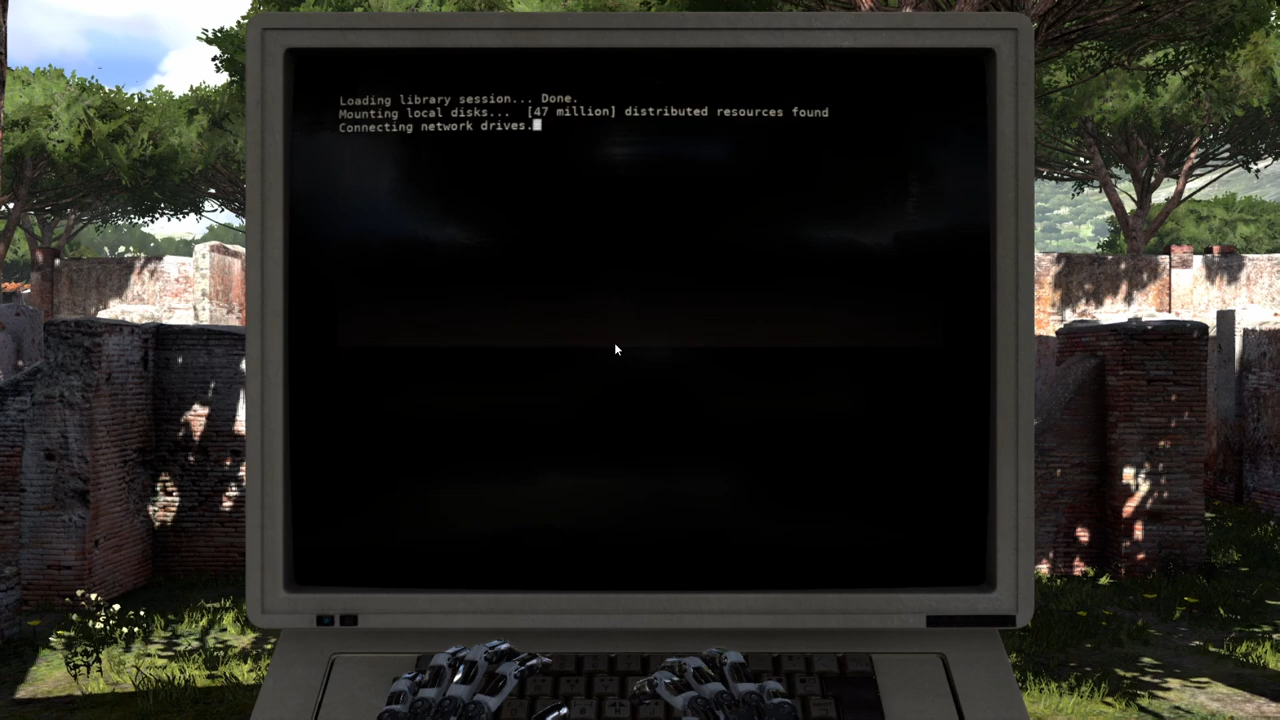 Loading library session... Done.
Mounting local disks...  [47 million] distributed resources found
Connecting network drives.